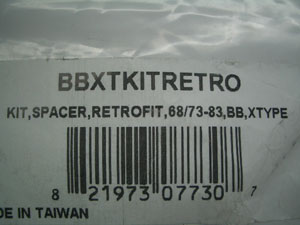 BBXTKITRETRO
KIT,SPACER,RETROFIT,68/73-83,BB,XTYPE
8 21973 07730 7
DE IN TAIWAN